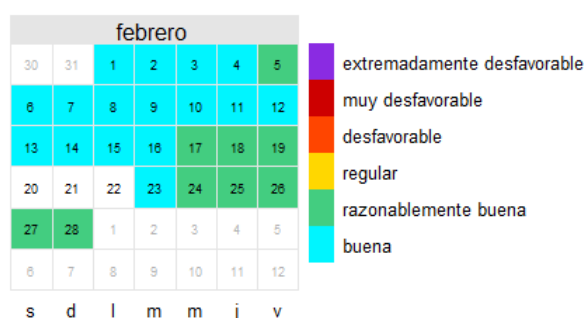 febrero
30 31 1 2 3 4 5
6 7 8 9 10 11 12
13 14 15 16 17 18 19
20 21 22 23 24 25 26
27 28 1 2 3 4 5
6 7 8 9 10 11 12
s d l m m j v
extremadamente desfavorable
muy desfavorable
desfavorable
regular
razonablemente buena
buena